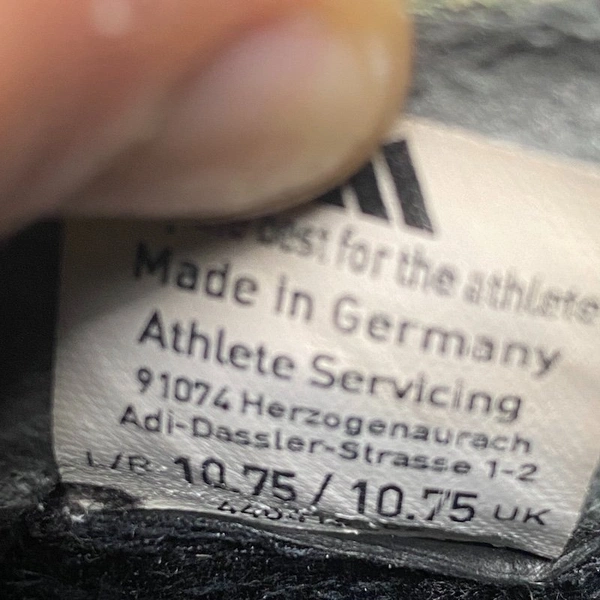 best for the athlete
Made in Germany
Athlete Servicing
91074 Herzogenaurach
Adi-Dassler-Strasse 1-2
L/R 10.75 / 10.75 UK